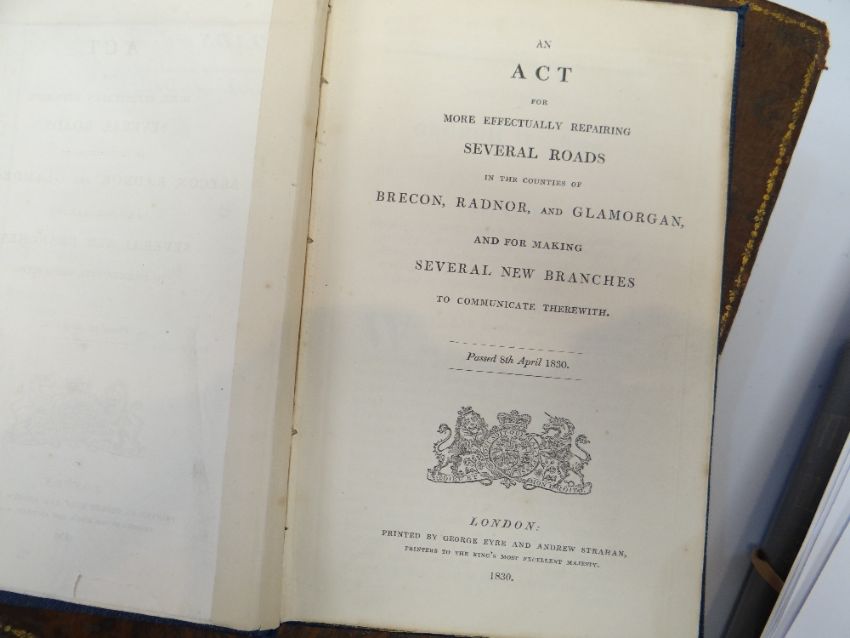 AN
ACT
FOR
MORE EFFECTUALLY REPAIRING
SEVERAL ROADS
IN THE COUNTIES OF
BRECON, RADNOR, AND GLAMORGAN,
AND FOR MAKING
SEVERAL NEW BRANCHES
TO COMMUNICATE THEREWITH.
Passed 8th April 1830.
LONDON:
PRINTED BY GEORGE EYRE AND ANDREW STRAHAN,
PRINTERS TO THE KING'S MOST EXCELLENT MAJESTY.
1830.